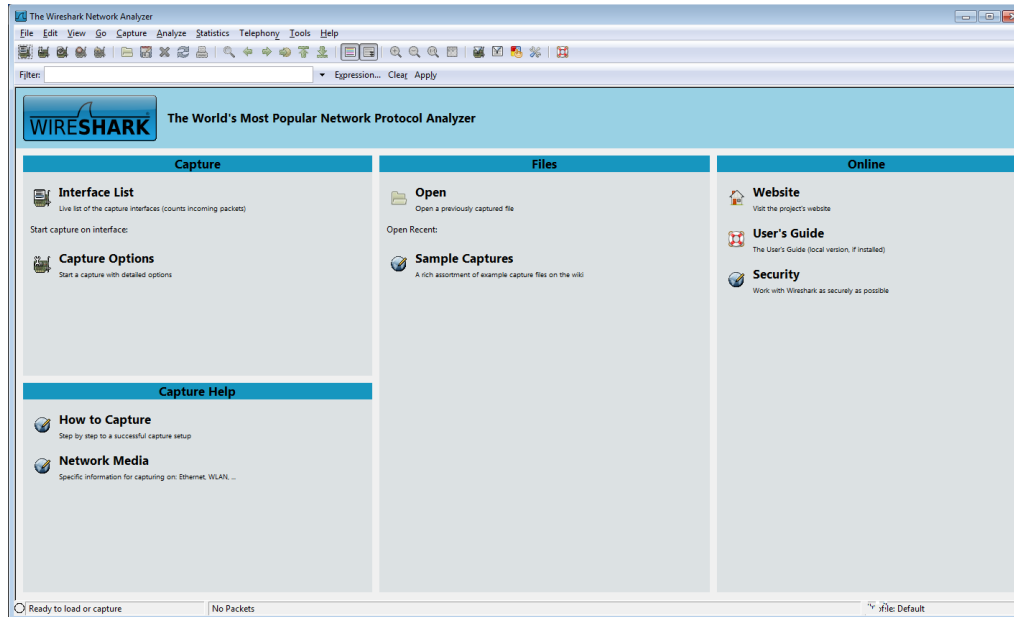 The Wireshark Network Analyzer
File Edit View Go Capture Analyze Statistics Telephony Tools Help
Filter: Expression... Clear Apply
WIRESHARK
The World's Most Popular Network Protocol Analyzer
Capture
Interface List
Live list of the capture interfaces (counts incoming packets)
Start capture on interface:
Capture Options
Start a capture with detailed options
Capture Help
How to Capture
Step by step to a successful capture setup
Network Media
Specific information for capturing on: Ethernet, WLAN, ...
Files
Open
Open a previously captured file
Open Recent:
Sample Captures
A rich assortment of example capture files on the wiki
Online
Website
Visit the project's website
User's Guide
The User's Guide (local version, if installed)
Security
Work with Wireshark as securely as possible
Ready to load or capture
No Packets
Default